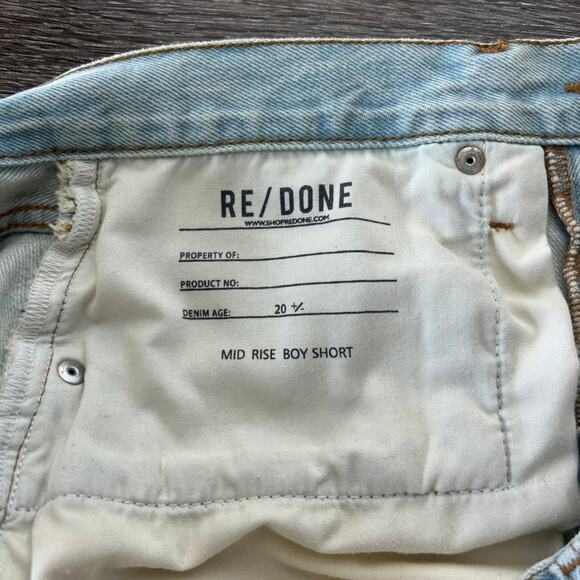 RE/DONE
WWW.SHOPREDONE.COM
PROPERTY OF:
PRODUCT NO:
DENIM AGE: 20 +/-
MID RISE BOY SHORT